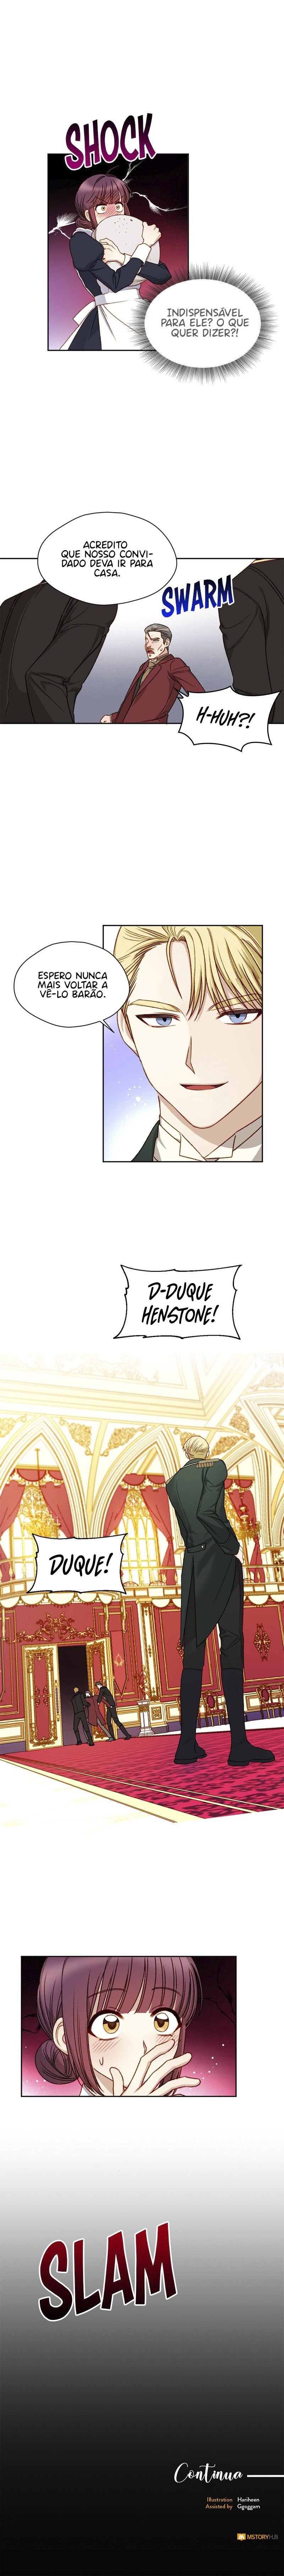 SHOCK
INDISPENSÁVEL
PARA ELE? O QUE
QUER DIZER?!
ACREDITO
QUE NOSSO CONVI-
DADO DEVA IR PARA
CASA.
SWARM
H-HUH?!
ESPERO NUNCA
MAIS VOLTAR A
VÊ-LO BARÃO.
D-DUQUE
HENSTONE!
DUQUE!
SLAM
Continua
Illustration Hariheen
Assisted by Ggaggam
MSTORYHUB